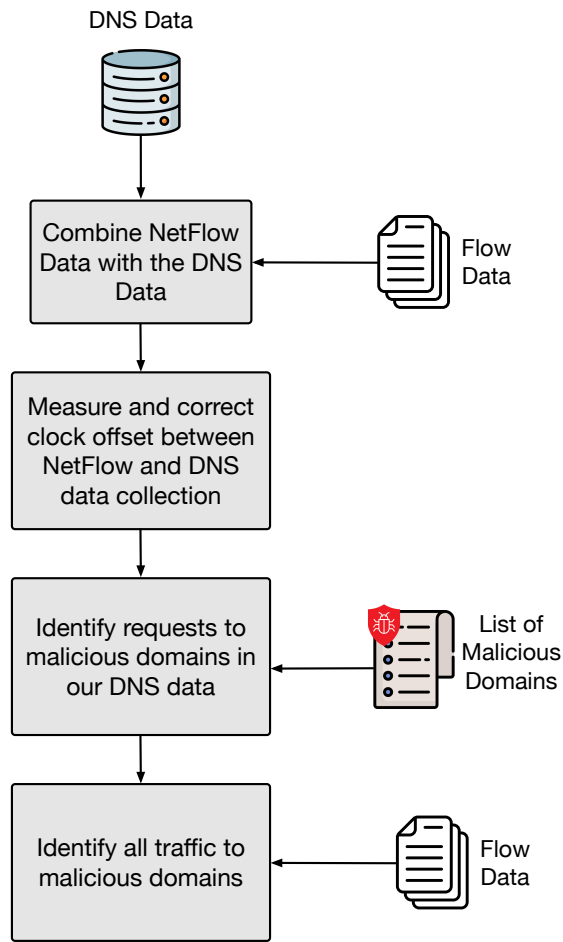 DNS Data
Combine NetFlow
Data with the DNS
Data
Flow
Data
Measure and correct
clock offset between
NetFlow and DNS
data collection
Identify requests to
malicious domains in
our DNS data
List of
Malicious
Domains
Identify all traffic to
malicious domains
Flow
Data